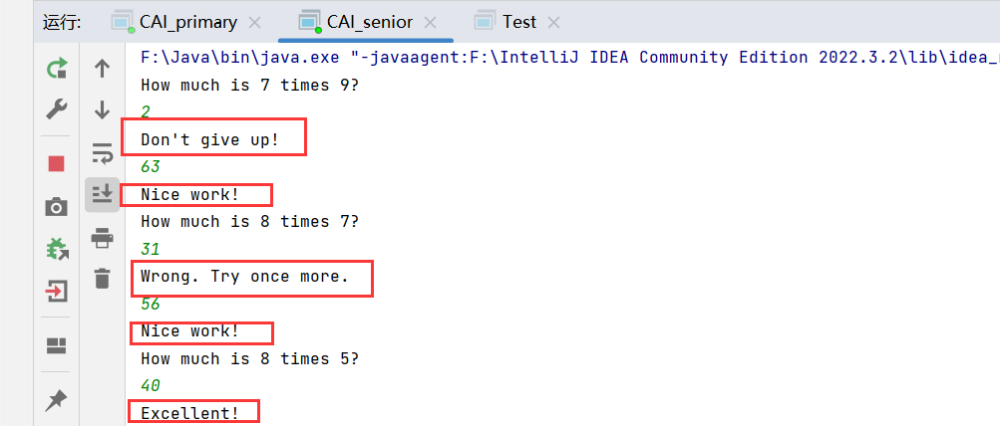 运行: CAI_primary CAI_senior Test
F:\Java\bin\java.exe "-javaagent:F:\IntelliJ IDEA Community Edition 2022.3.2\lib\idea_
How much is 7 times 9?
2
Don't give up!
63
Nice work!
How much is 8 times 7?
31
Wrong. Try once more.
56
Nice work!
How much is 8 times 5?
40
Excellent!